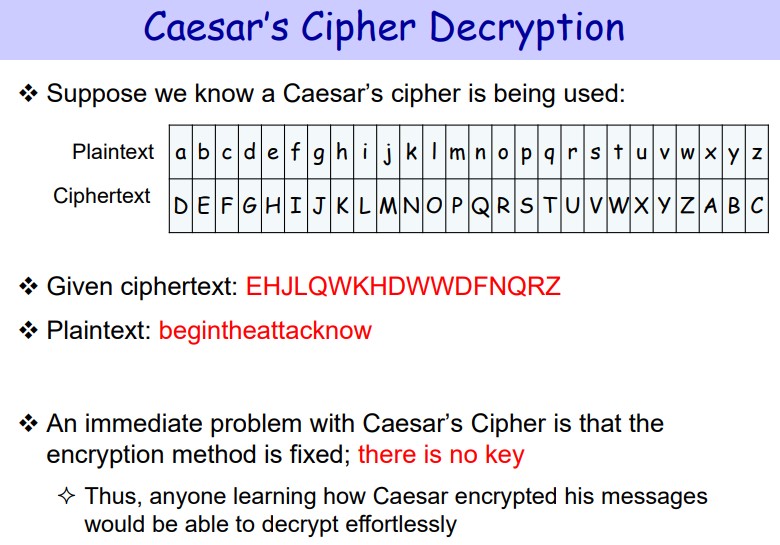 Caesar's Cipher Decryption
❖ Suppose we know a Caesar's cipher is being used:
Plaintext a b c d e f g h i j k l m n o p q r s t u v w x y z
Ciphertext D E F G H I J K L M N O P Q R S T U V W X Y Z A B C
❖ Given ciphertext: EHJLQWKHDWWDFNQRZ
❖ Plaintext: begintheattacknow
❖ An immediate problem with Caesar's Cipher is that the
encryption method is fixed; there is no key
✧ Thus, anyone learning how Caesar encrypted his messages
would be able to decrypt effortlessly